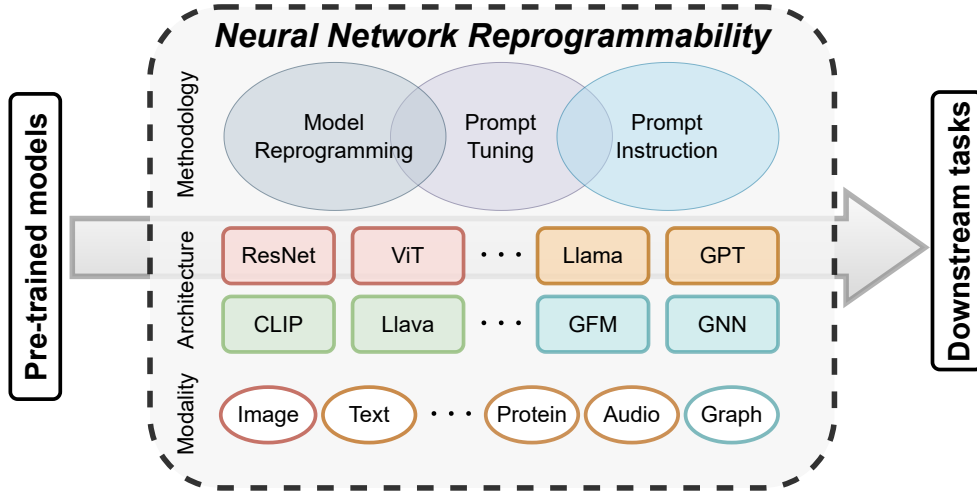 Neural Network Reprogrammability
Pre-trained models
Methodology
Model
Reprogramming
Prompt
Tuning
Prompt
Instruction
Architecture
ResNet
ViT
· · ·
Llama
GPT
CLIP
Llava
· · ·
GFM
GNN
Modality
Image
Text
· · ·
Protein
Audio
Graph
Downstream tasks